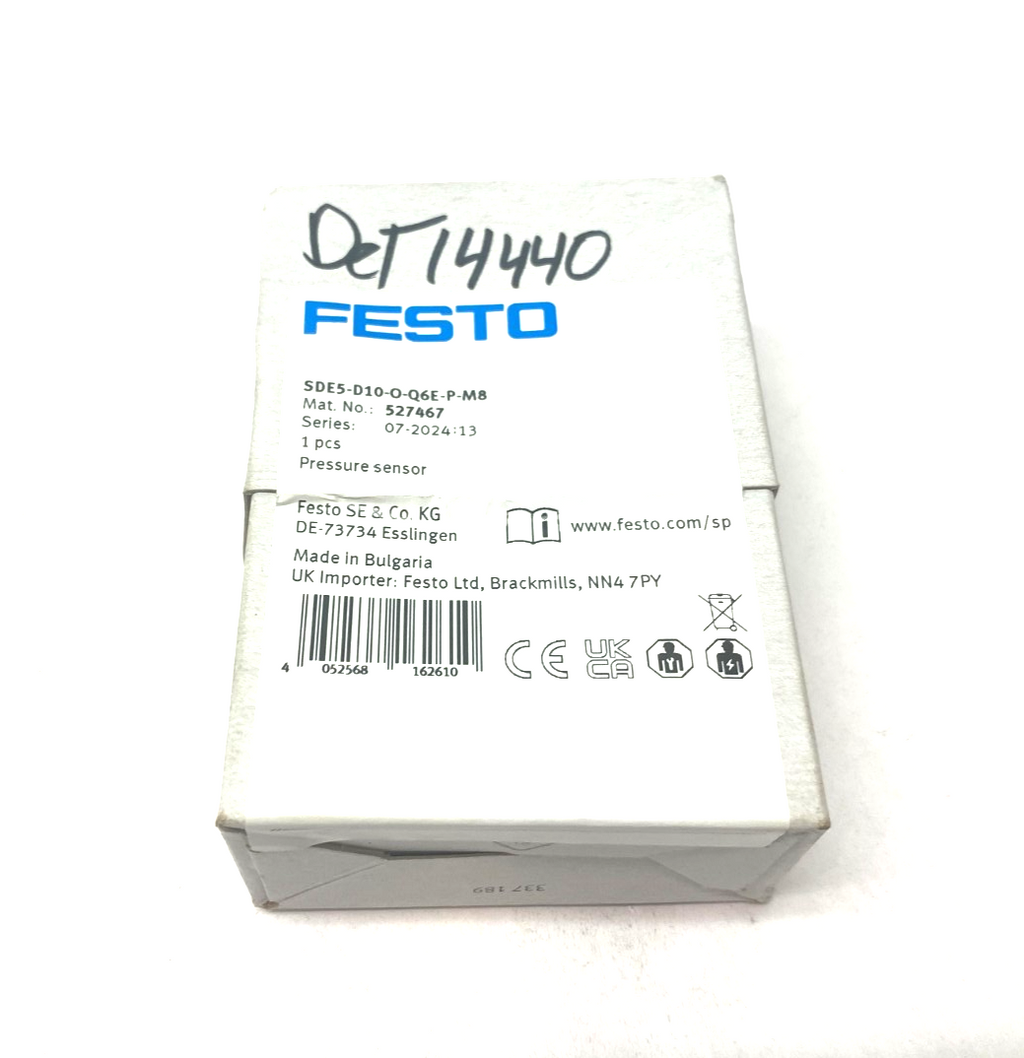 DET 14440
FESTO
SDE5-D10-O-Q6E-P-M8
Mat. No.: 527467
Series: 07-2024:13
1 pcs
Pressure sensor
Festo SE & Co. KG
DE-73734 Esslingen
www.festo.com/sp
Made in Bulgaria
UK Importer: Festo Ltd, Brackmills, NN4 7PY
4 052568 162610
CE UK CA
337 189